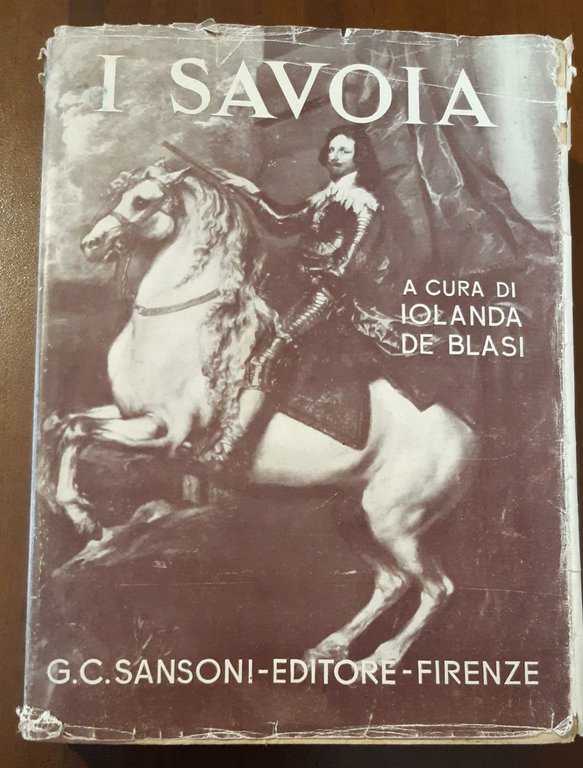 I SAVOIA
A CURA DI
IOLANDA
DE BLASI
G.C.SANSONI-EDITORE-FIRENZE